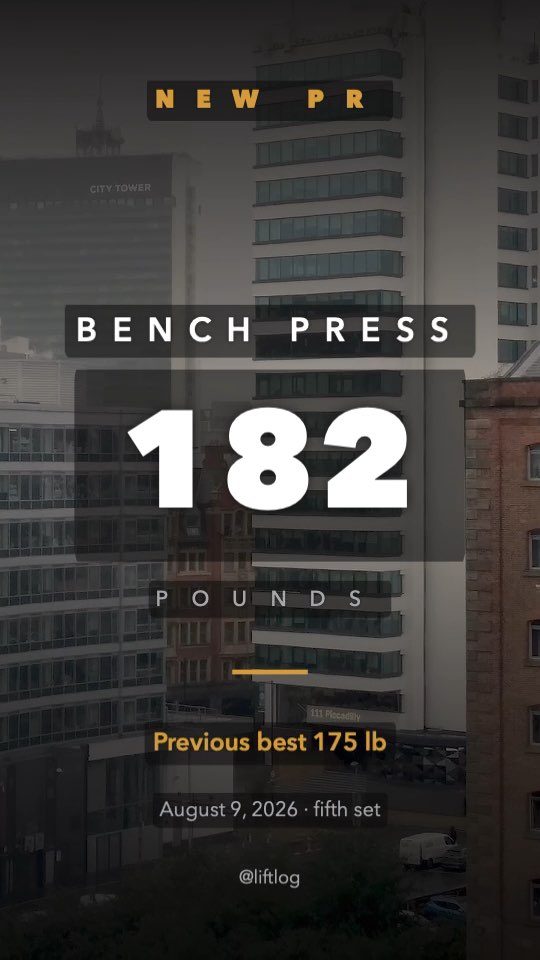 NEW PR
CITY TOWER
BENCH PRESS
182
POUNDS
111 Piccadilly
Previous best 175 lb
August 9, 2026 · fifth set
@liftlog